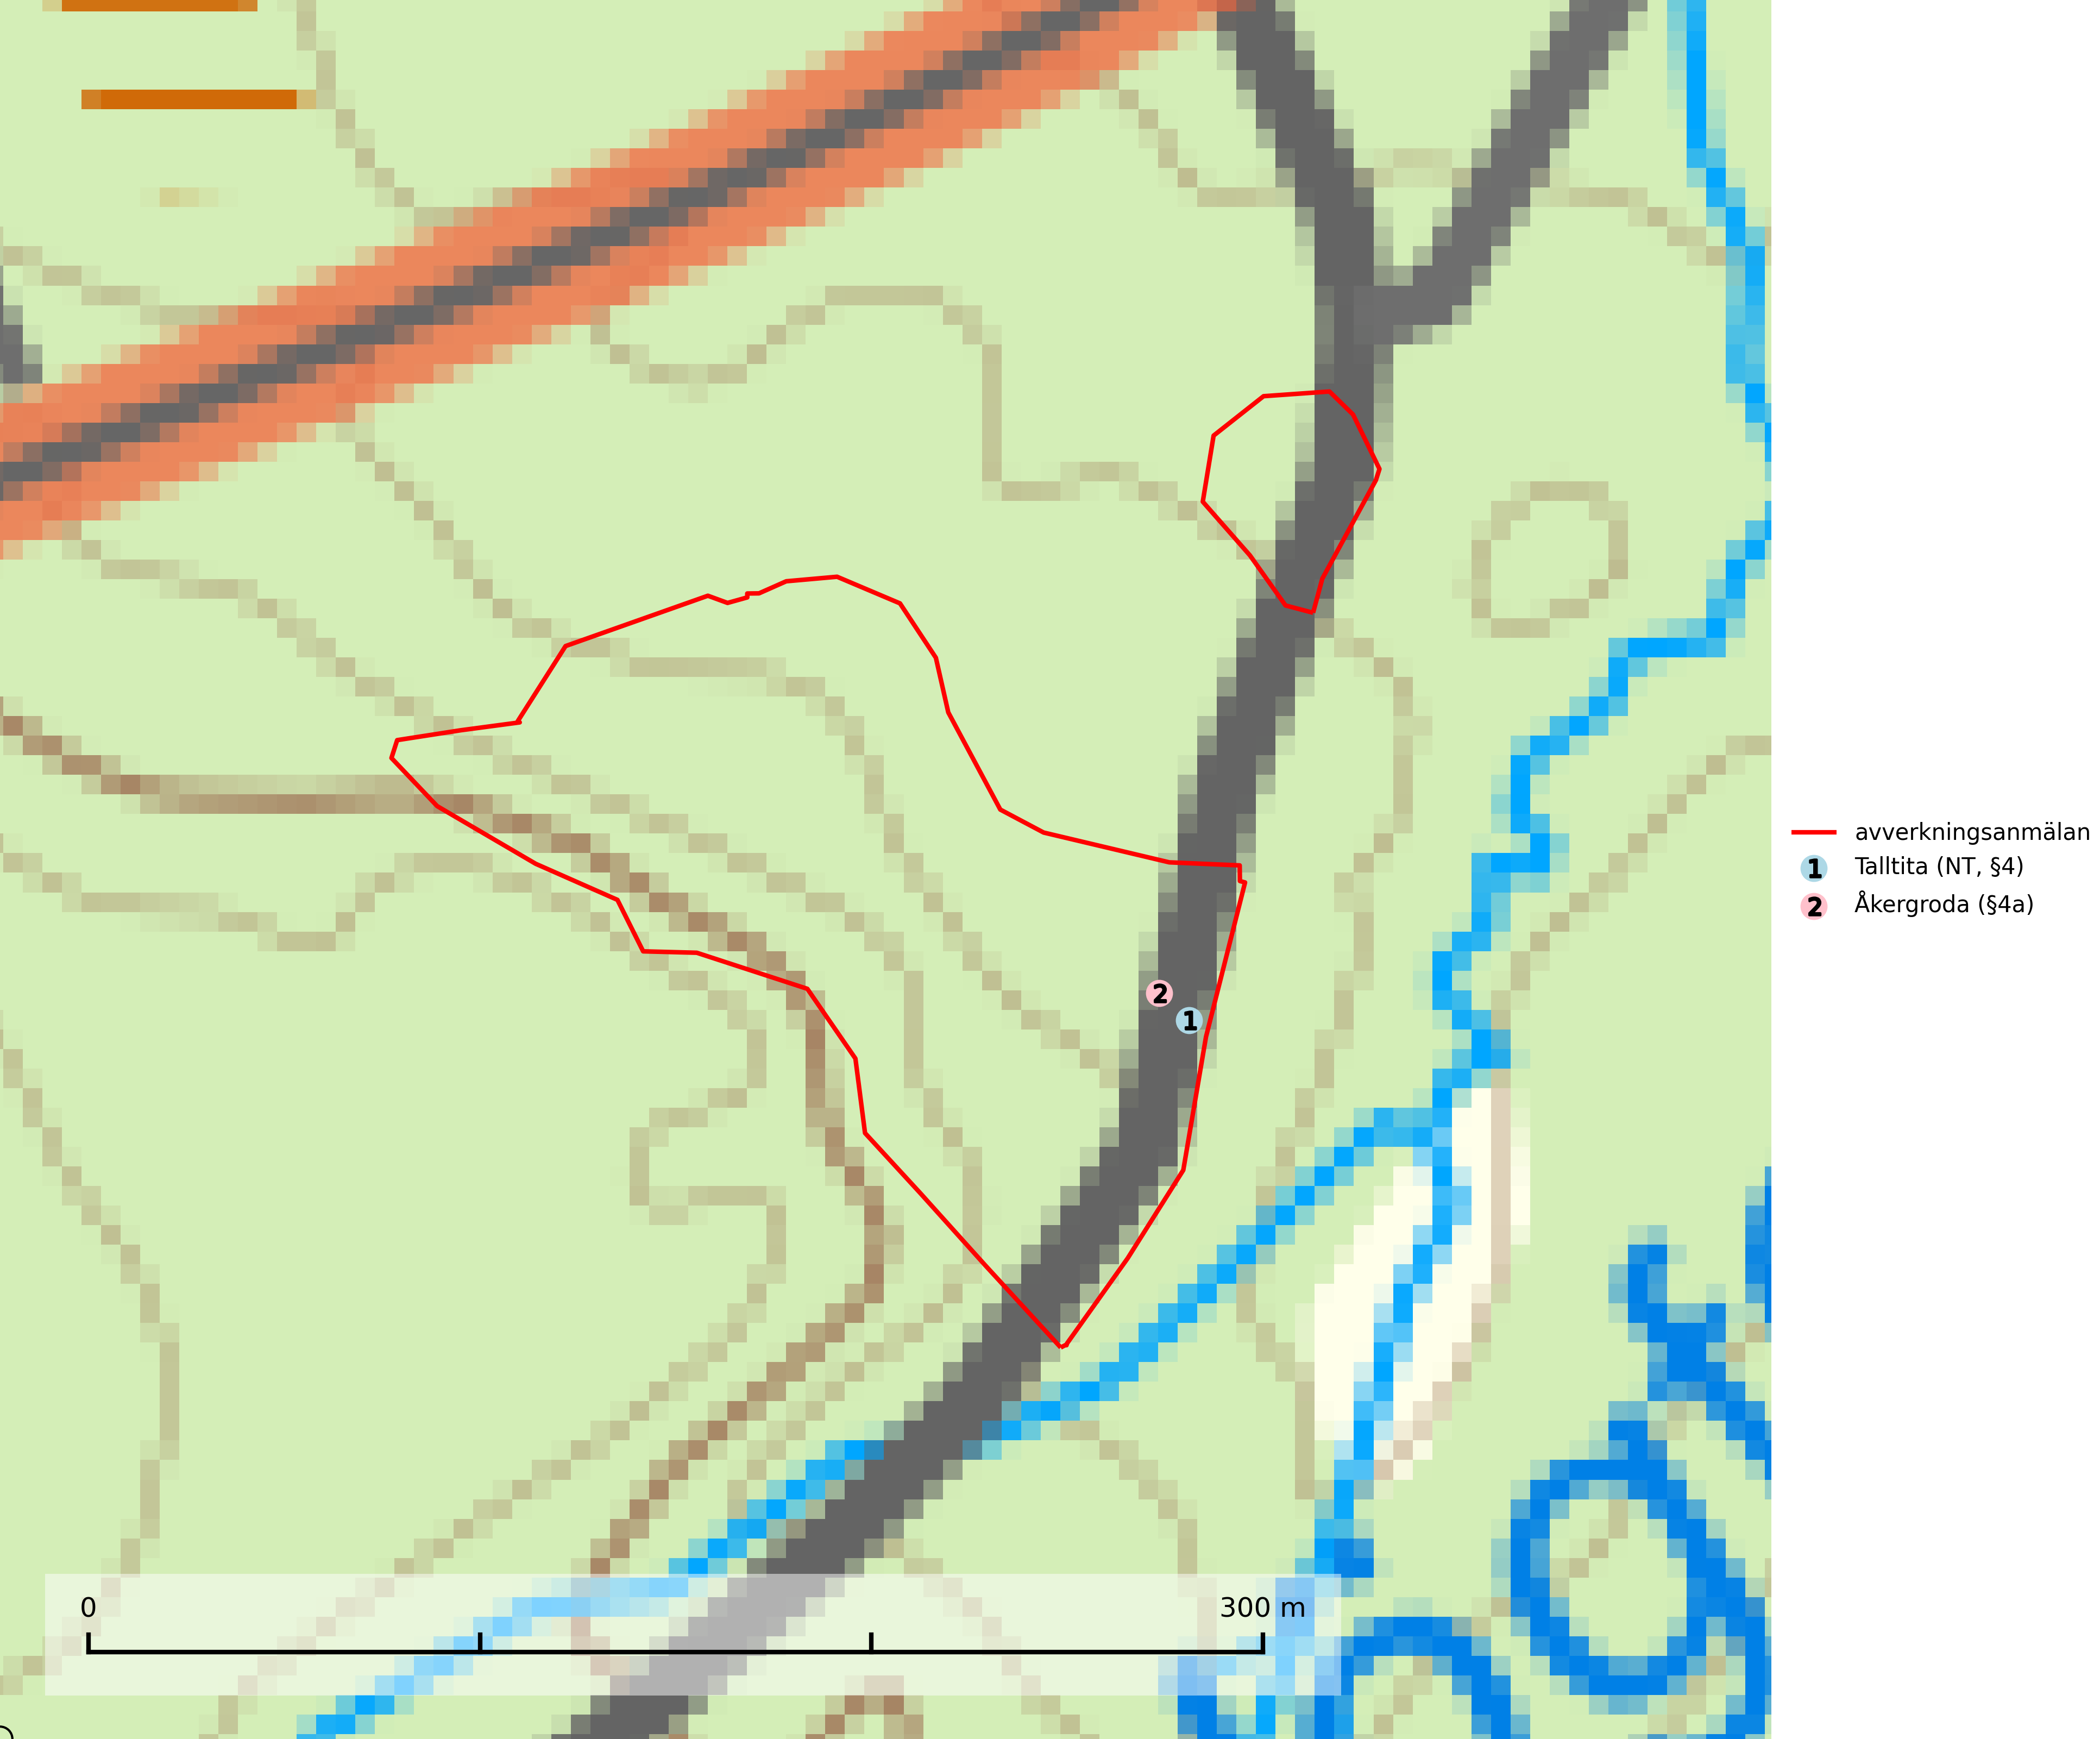 2
1
avverkningsanmälan
1 Talltita (NT, §4)
2 Åkergroda (§4a)
0 300 m